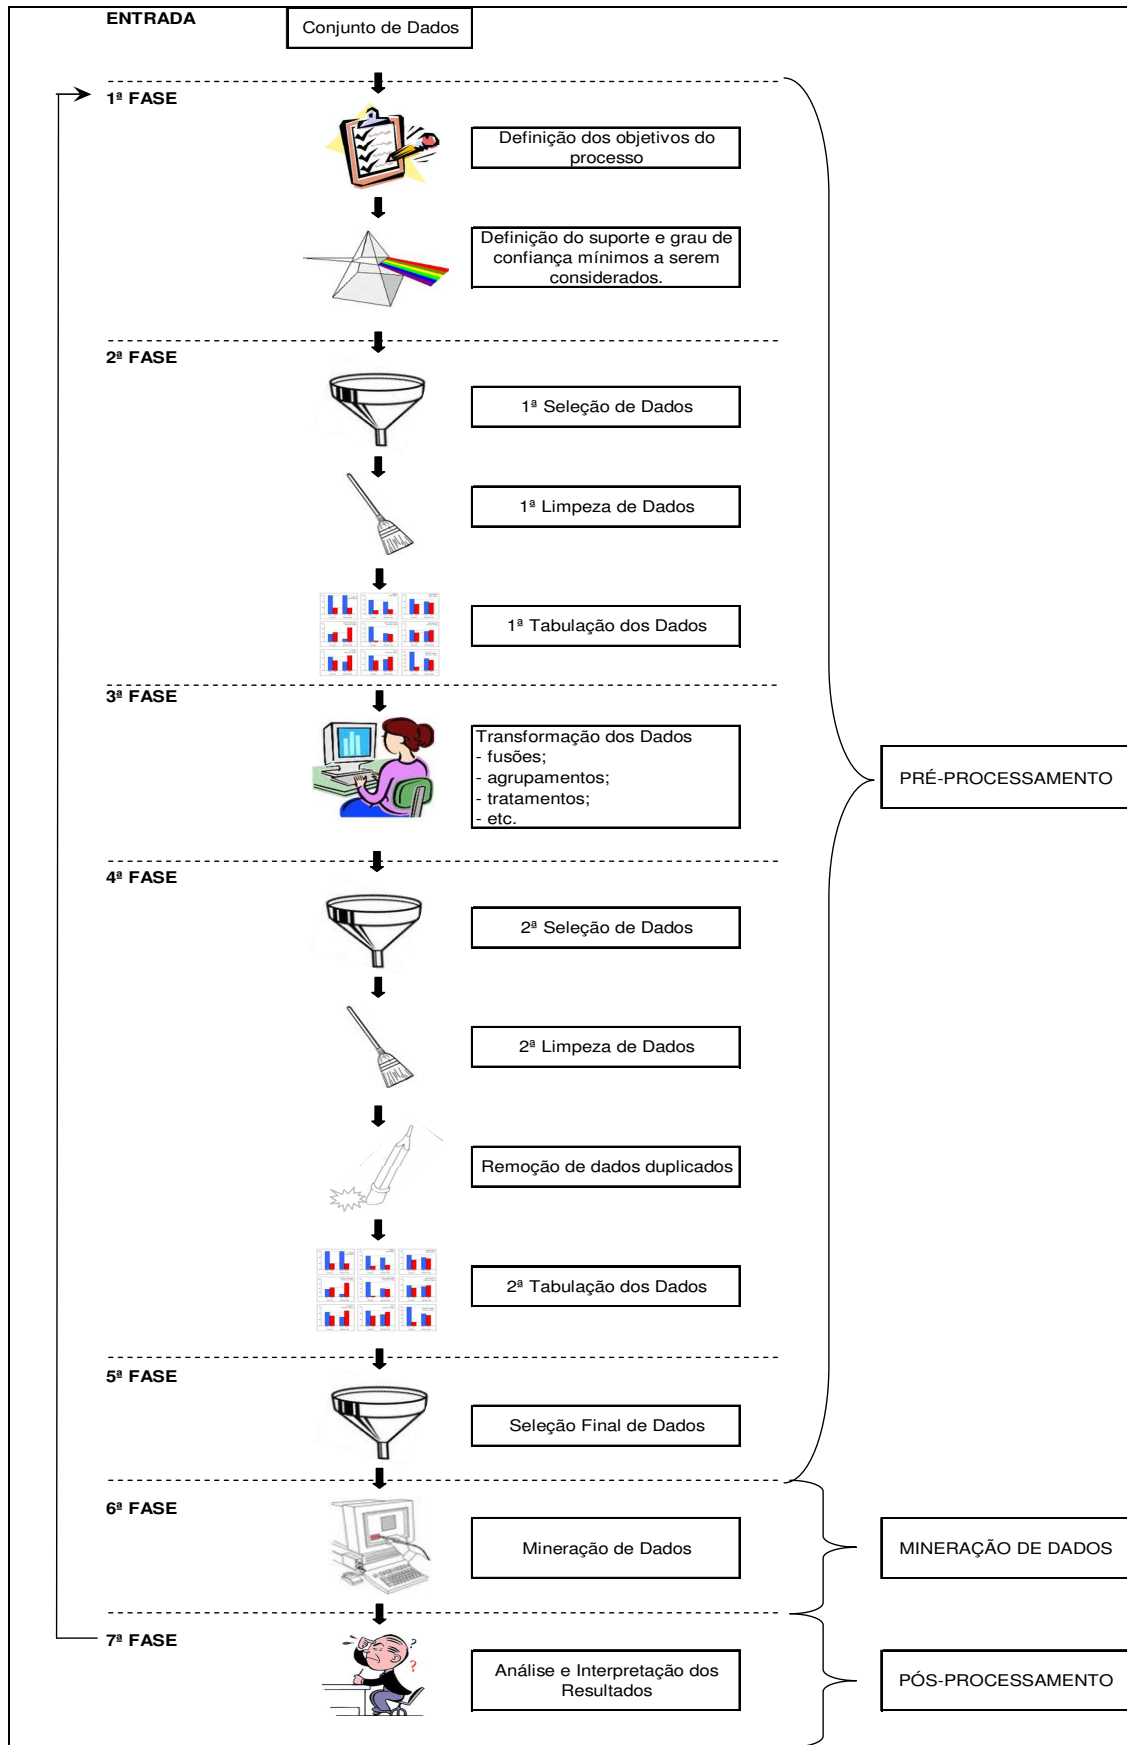 ENTRADA
Conjunto de Dados
1ª FASE
Definição dos objetivos do
processo
Definição do suporte e grau de
confiança mínimos a serem
considerados.
2ª FASE
1ª Seleção de Dados
1ª Limpeza de Dados
1ª Tabulação dos Dados
3ª FASE
Transformação dos Dados
- fusões;
- agrupamentos;
- tratamentos;
- etc.
PRÉ-PROCESSAMENTO
4ª FASE
2ª Seleção de Dados
2ª Limpeza de Dados
Remoção de dados duplicados
2ª Tabulação dos Dados
5ª FASE
Seleção Final de Dados
6ª FASE
Mineração de Dados
MINERAÇÃO DE DADOS
7ª FASE
?
?
Análise e Interpretação dos
Resultados
PÓS-PROCESSAMENTO